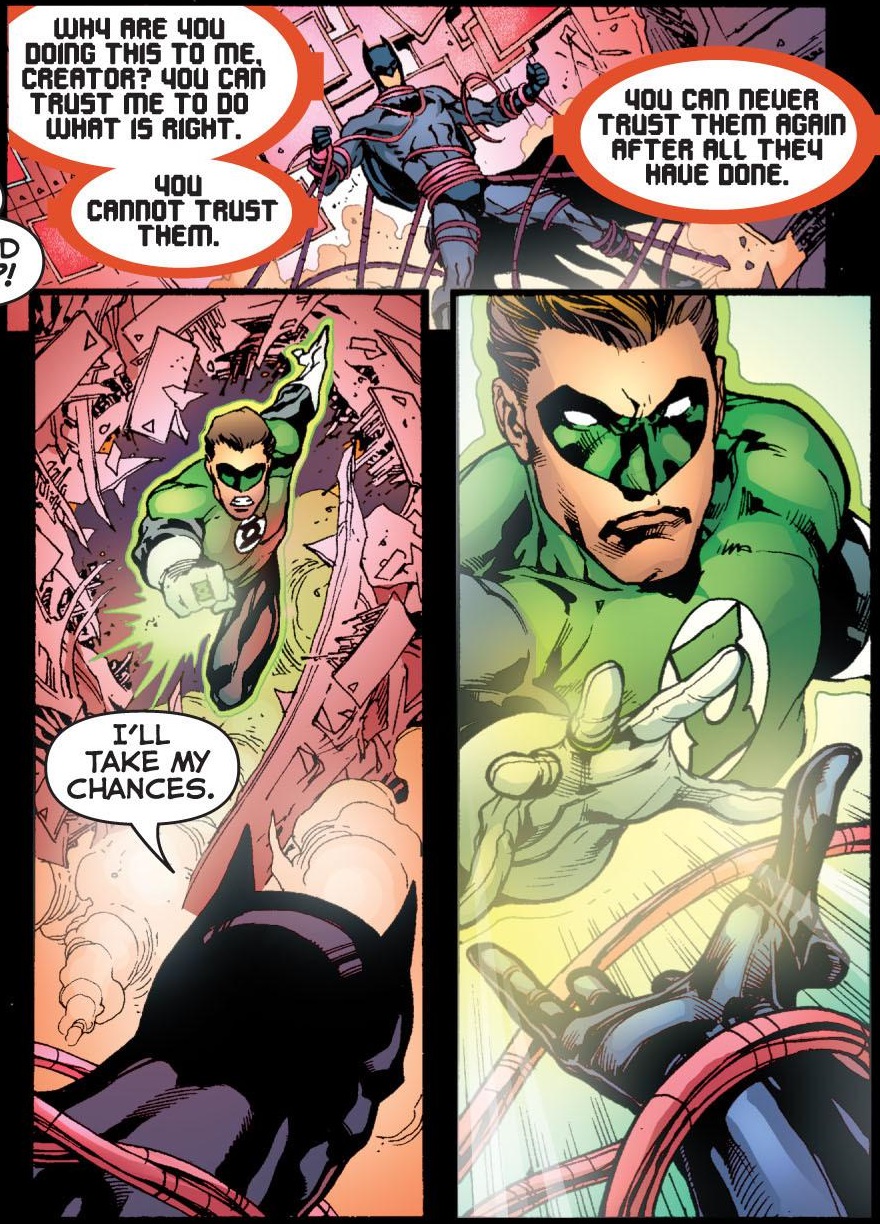 WHY ARE YOU
DOING THIS TO ME,
CREATOR? YOU CAN
TRUST ME TO DO
WHAT IS RIGHT.
YOU
CANNOT TRUST
THEM.
YOU CAN NEVER
TRUST THEM AGAIN
AFTER ALL THEY
HAVE DONE.
I'LL
TAKE MY
CHANCES.